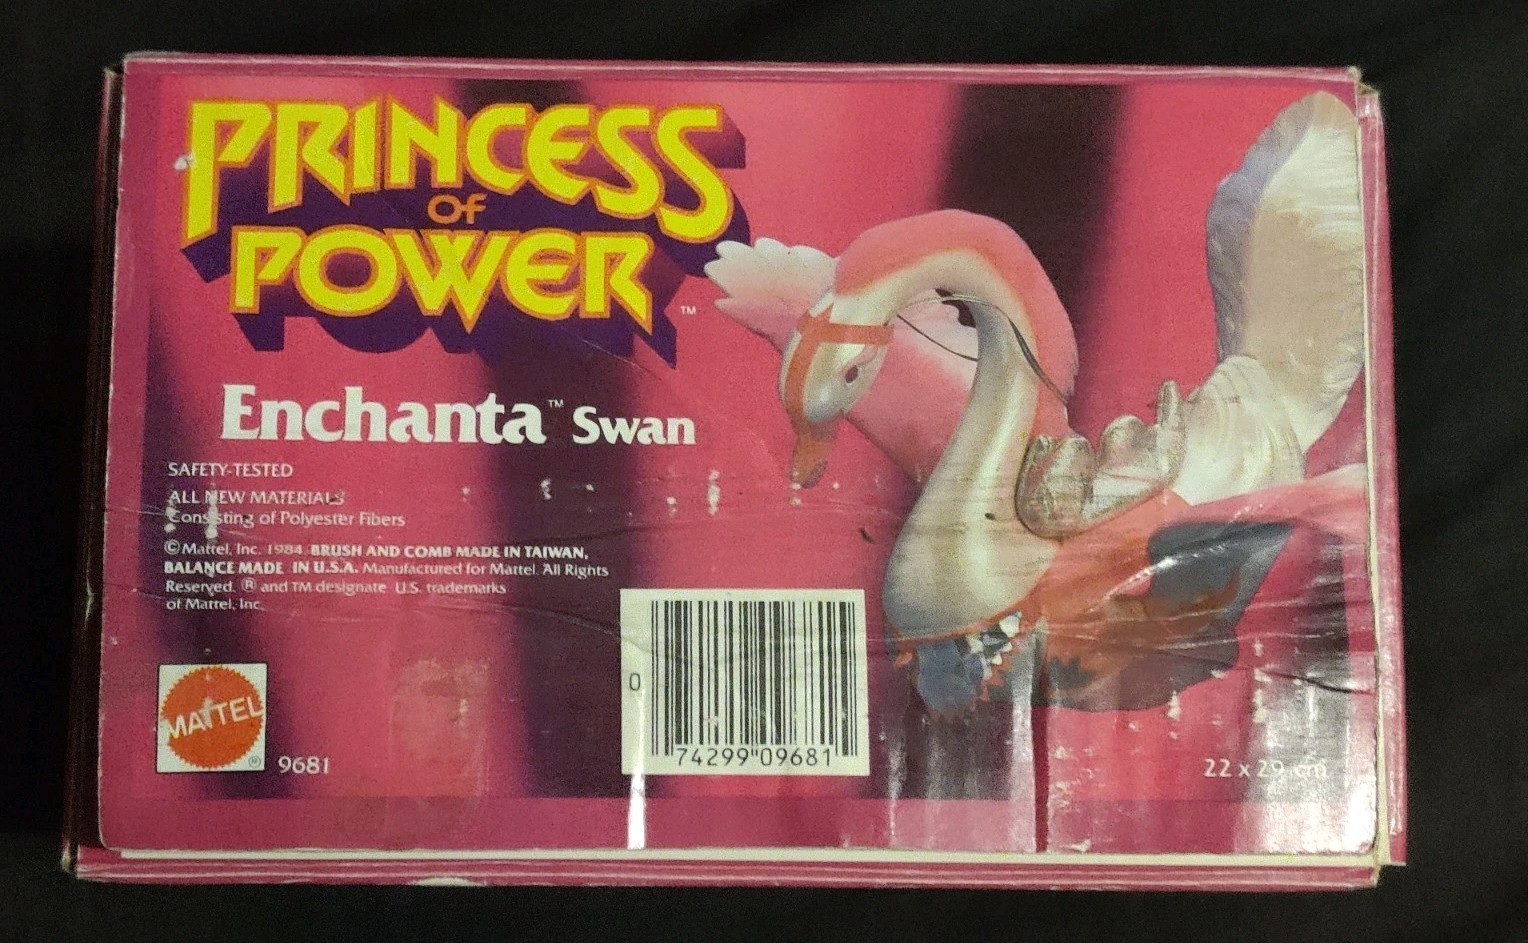 PRINCESS
OF
POWER™
Enchanta™ Swan
SAFETY-TESTED
ALL NEW MATERIALS
Consisting of Polyester Fibers
© Mattel, Inc. 1984 BRUSH AND COMB MADE IN TAIWAN,
BALANCE MADE IN U.S.A. Manufactured for Mattel. All Rights
Reserved. ® and TM designate U.S. trademarks
of Mattel, Inc.
MATTEL®
9681
0 74299"09681
22 x 29 cm